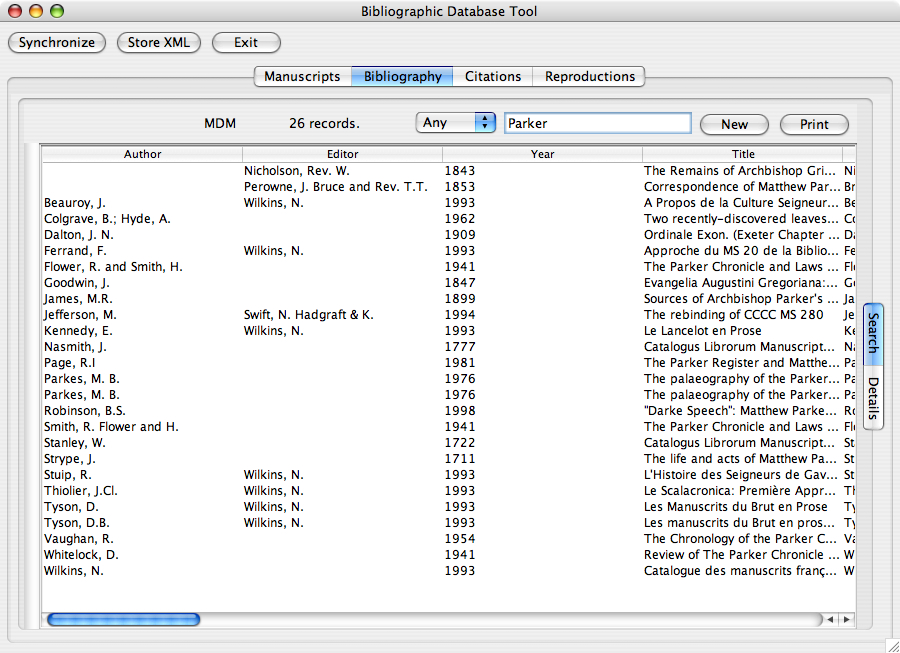 Bibliographic Database Tool
Synchronize Store XML Exit
Manuscripts Bibliography Citations Reproductions
MDM 26 records. Any Parker New Print
Author Editor Year Title
Nicholson, Rev. W. 1843 The Remains of Archbishop Gri... Ni
Perowne, J. Bruce and Rev. T.T. 1853 Correspondence of Matthew Par... Br
Beauroy, J. Wilkins, N. 1993 A Propos de la Culture Seigneur... Be
Colgrave, B.; Hyde, A. 1962 Two recently-discovered leaves... Co
Dalton, J. N. 1909 Ordinale Exon. (Exeter Chapter ... Da
Ferrand, F. Wilkins, N. 1993 Approche du MS 20 de la Biblio... Fe
Flower, R. and Smith, H. 1941 The Parker Chronicle and Laws ... Fl
Goodwin, J. 1847 Evangelia Augustini Gregoriana:... Go
James, M.R. 1899 Sources of Archbishop Parker's ... Ja
Jefferson, M. Swift, N. Hadgraft & K. 1994 The rebinding of CCCC MS 280 Je
Kennedy, E. Wilkins, N. 1993 Le Lancelot en Prose Ke
Nasmith, J. 1777 Catalogus Librorum Manuscript... Na
Page, R.I 1981 The Parker Register and Matthe... Pa
Parkes, M. B. 1976 The palaeography of the Parker... Pa
Parkes, M. B. 1976 The palaeography of the Parker... Pa
Robinson, B.S. 1998 "Darke Speech": Matthew Parke... Ro
Smith, R. Flower and H. 1941 The Parker Chronicle and Laws ... Fl
Stanley, W. 1722 Catalogus Librorum Manuscript... St
Strype, J. 1711 The life and acts of Matthew Pa... St
Stuip, R. Wilkins, N. 1993 L'Histoire des Seigneurs de Gav... St
Thiolier, J.Cl. Wilkins, N. 1993 Le Scalacronica: Première Appr... Th
Tyson, D. Wilkins, N. 1993 Les Manuscrits du Brut en Prose Ty
Tyson, D.B. Wilkins, N. 1993 Les manuscrits du Brut en pros... Ty
Vaughan, R. 1954 The Chronology of the Parker C... Va
Whitelock, D. 1941 Review of The Parker Chronicle ... W
Wilkins, N. 1993 Catalogue des manuscrits franç... W
Search
Details